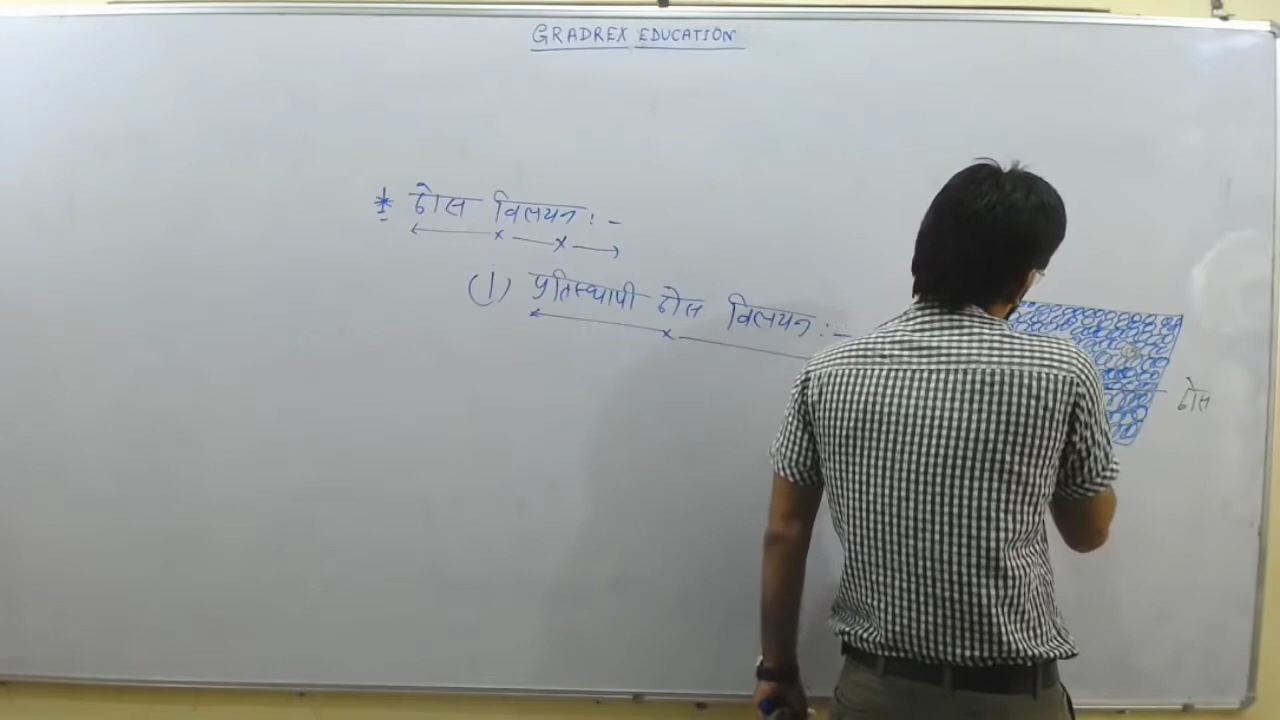 GRADREX EDUCATION
* ठोस विलयन : -
(1) प्रतिस्थापी ठोस विलयन : -
ठोस